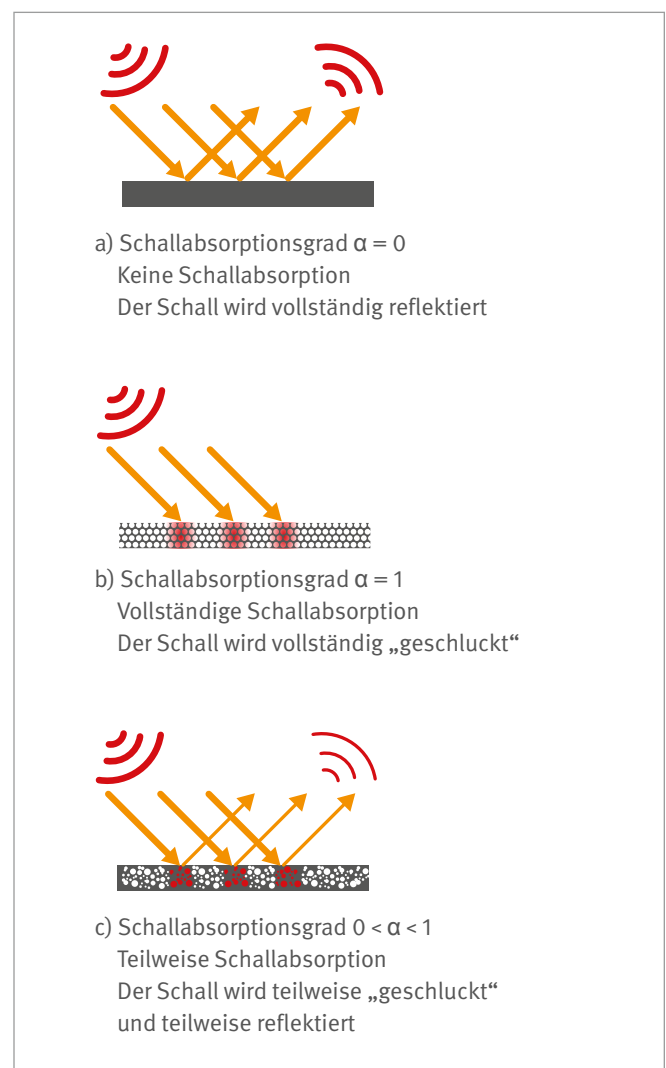 a) Schallabsorptionsgrad α = 0
Keine Schallabsorption
Der Schall wird vollständig reflektiert
b) Schallabsorptionsgrad α = 1
Vollständige Schallabsorption
Der Schall wird vollständig „geschluckt“
c) Schallabsorptionsgrad 0 < α < 1
Teilweise Schallabsorption
Der Schall wird teilweise „geschluckt“
und teilweise reflektiert